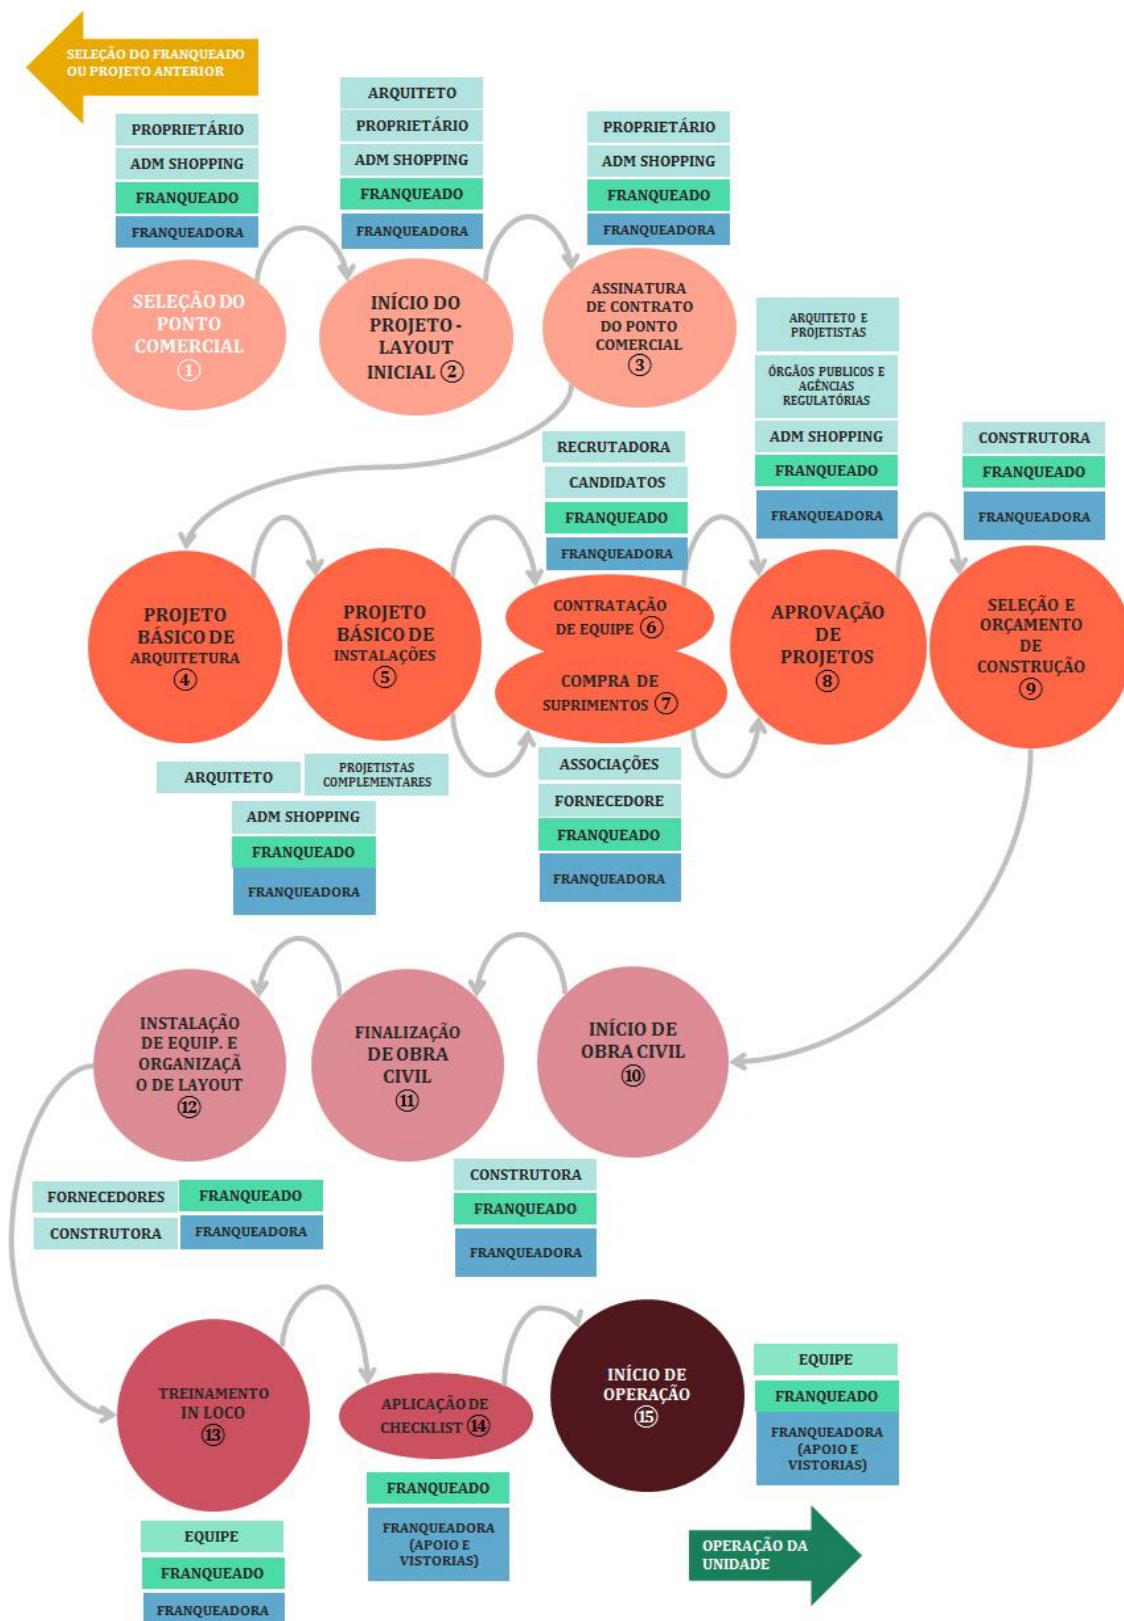 SELEÇÃO DO FRANQUEADO
OU PROJETO ANTERIOR
PROPRIETÁRIO
ADM SHOPPING
FRANQUEADO
FRANQUEADORA
ARQUITETO
PROPRIETÁRIO
ADM SHOPPING
FRANQUEADO
FRANQUEADORA
PROPRIETÁRIO
ADM SHOPPING
FRANQUEADO
FRANQUEADORA
SELEÇÃO DO
PONTO
COMERCIAL
①
INÍCIO DO
PROJETO -
LAYOUT
INICIAL ②
ASSINATURA
DE CONTRATO
DO PONTO
COMERCIAL
③
ARQUITETO E
PROJETISTAS
ÓRGÃOS PUBLICOS E
AGÊNCIAS
REGULATÓRIAS
ADM SHOPPING
FRANQUEADO
FRANQUEADORA
RECRUTADORA
CANDIDATOS
FRANQUEADO
FRANQUEADORA
CONSTRUTORA
FRANQUEADO
FRANQUEADORA
PROJETO
BÁSICO DE
ARQUITETURA
④
PROJETO
BÁSICO DE
INSTALAÇÕES
⑤
CONTRATAÇÃO
DE EQUIPE ⑥
COMPRA DE
SUPRIMENTOS ⑦
APROVAÇÃO
DE
PROJETOS
⑧
SELEÇÃO E
ORÇAMENTO
DE
CONSTRUÇÃO
⑨
ARQUITETO
PROJETISTAS
COMPLEMENTARES
ADM SHOPPING
FRANQUEADO
FRANQUEADORA
ASSOCIAÇÕES
FORNECEDORE
FRANQUEADO
FRANQUEADORA
INSTALAÇÃO
DE EQUIP. E
ORGANIZAÇÃ
O DE LAYOUT
⑫
FINALIZAÇÃO
DE OBRA
CIVIL
⑪
INÍCIO DE
OBRA CIVIL
⑩
FORNECEDORES
FRANQUEADO
CONSTRUTORA
FRANQUEADORA
CONSTRUTORA
FRANQUEADO
FRANQUEADORA
TREINAMENTO
IN LOCO
⑬
APLICAÇÃO DE
CHECKLIST ⑭
INÍCIO DE
OPERAÇÃO
⑮
EQUIPE
FRANQUEADO
FRANQUEADORA
(APOIO E
VISTORIAS)
FRANQUEADO
FRANQUEADORA
(APOIO E
VISTORIAS)
EQUIPE
FRANQUEADO
FRANQUEADORA
OPERAÇÃO DA
UNIDADE